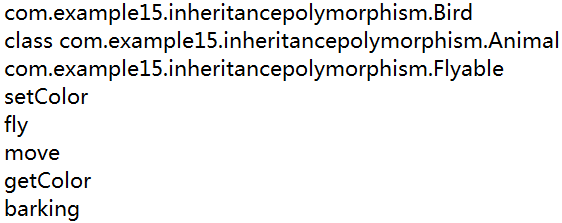 com.example15.inheritancepolymorphism.Bird
class com.example15.inheritancepolymorphism.Animal
com.example15.inheritancepolymorphism.Flyable
setColor
fly
move
getColor
barking